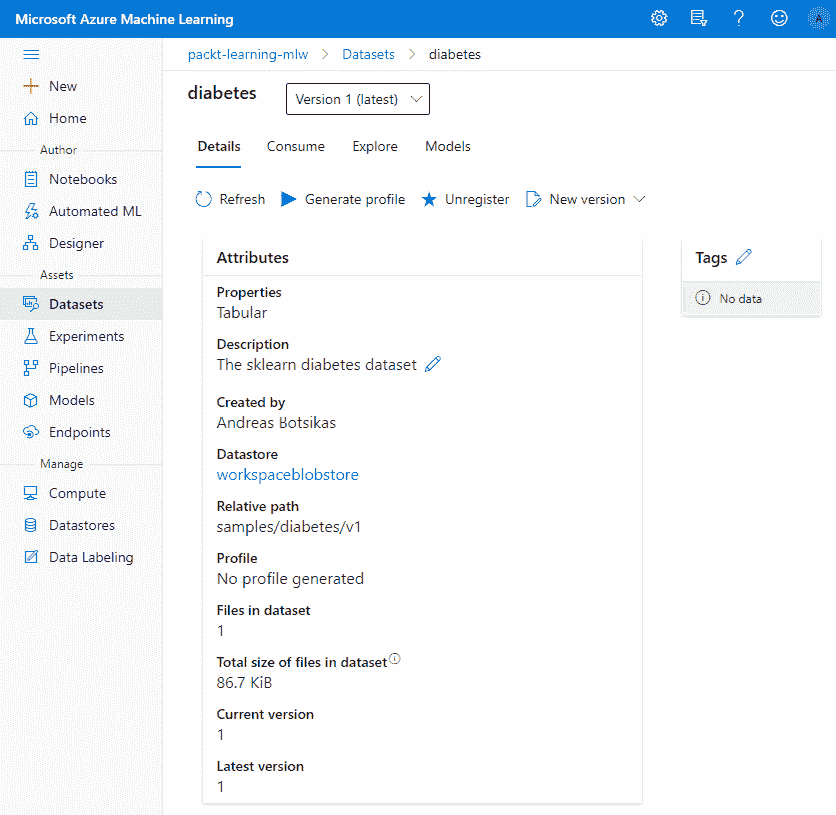 Microsoft Azure Machine Learning
packt-learning-mlw > Datasets > diabetes
New
Home
Author
Notebooks
Automated ML
Designer
Assets
Datasets
Experiments
Pipelines
Models
Endpoints
Manage
Compute
Datastores
Data Labeling
diabetes
Version 1 (latest)
Details Consume Explore Models
Refresh Generate profile Unregister New version
Attributes
Properties
Tabular
Description
The sklearn diabetes dataset
Created by
Andreas Botsikas
Datastore
workspaceblobstore
Relative path
samples/diabetes/v1
Profile
No profile generated
Files in dataset
1
Total size of files in dataset
86.7 KiB
Current version
1
Latest version
1
Tags
No data